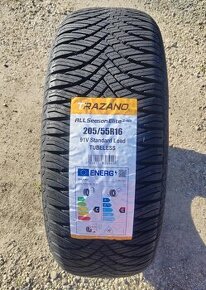 TRAZANO
ALL Season Elite
205/55R16
91V Standard Load
TUBELESS
ENERG